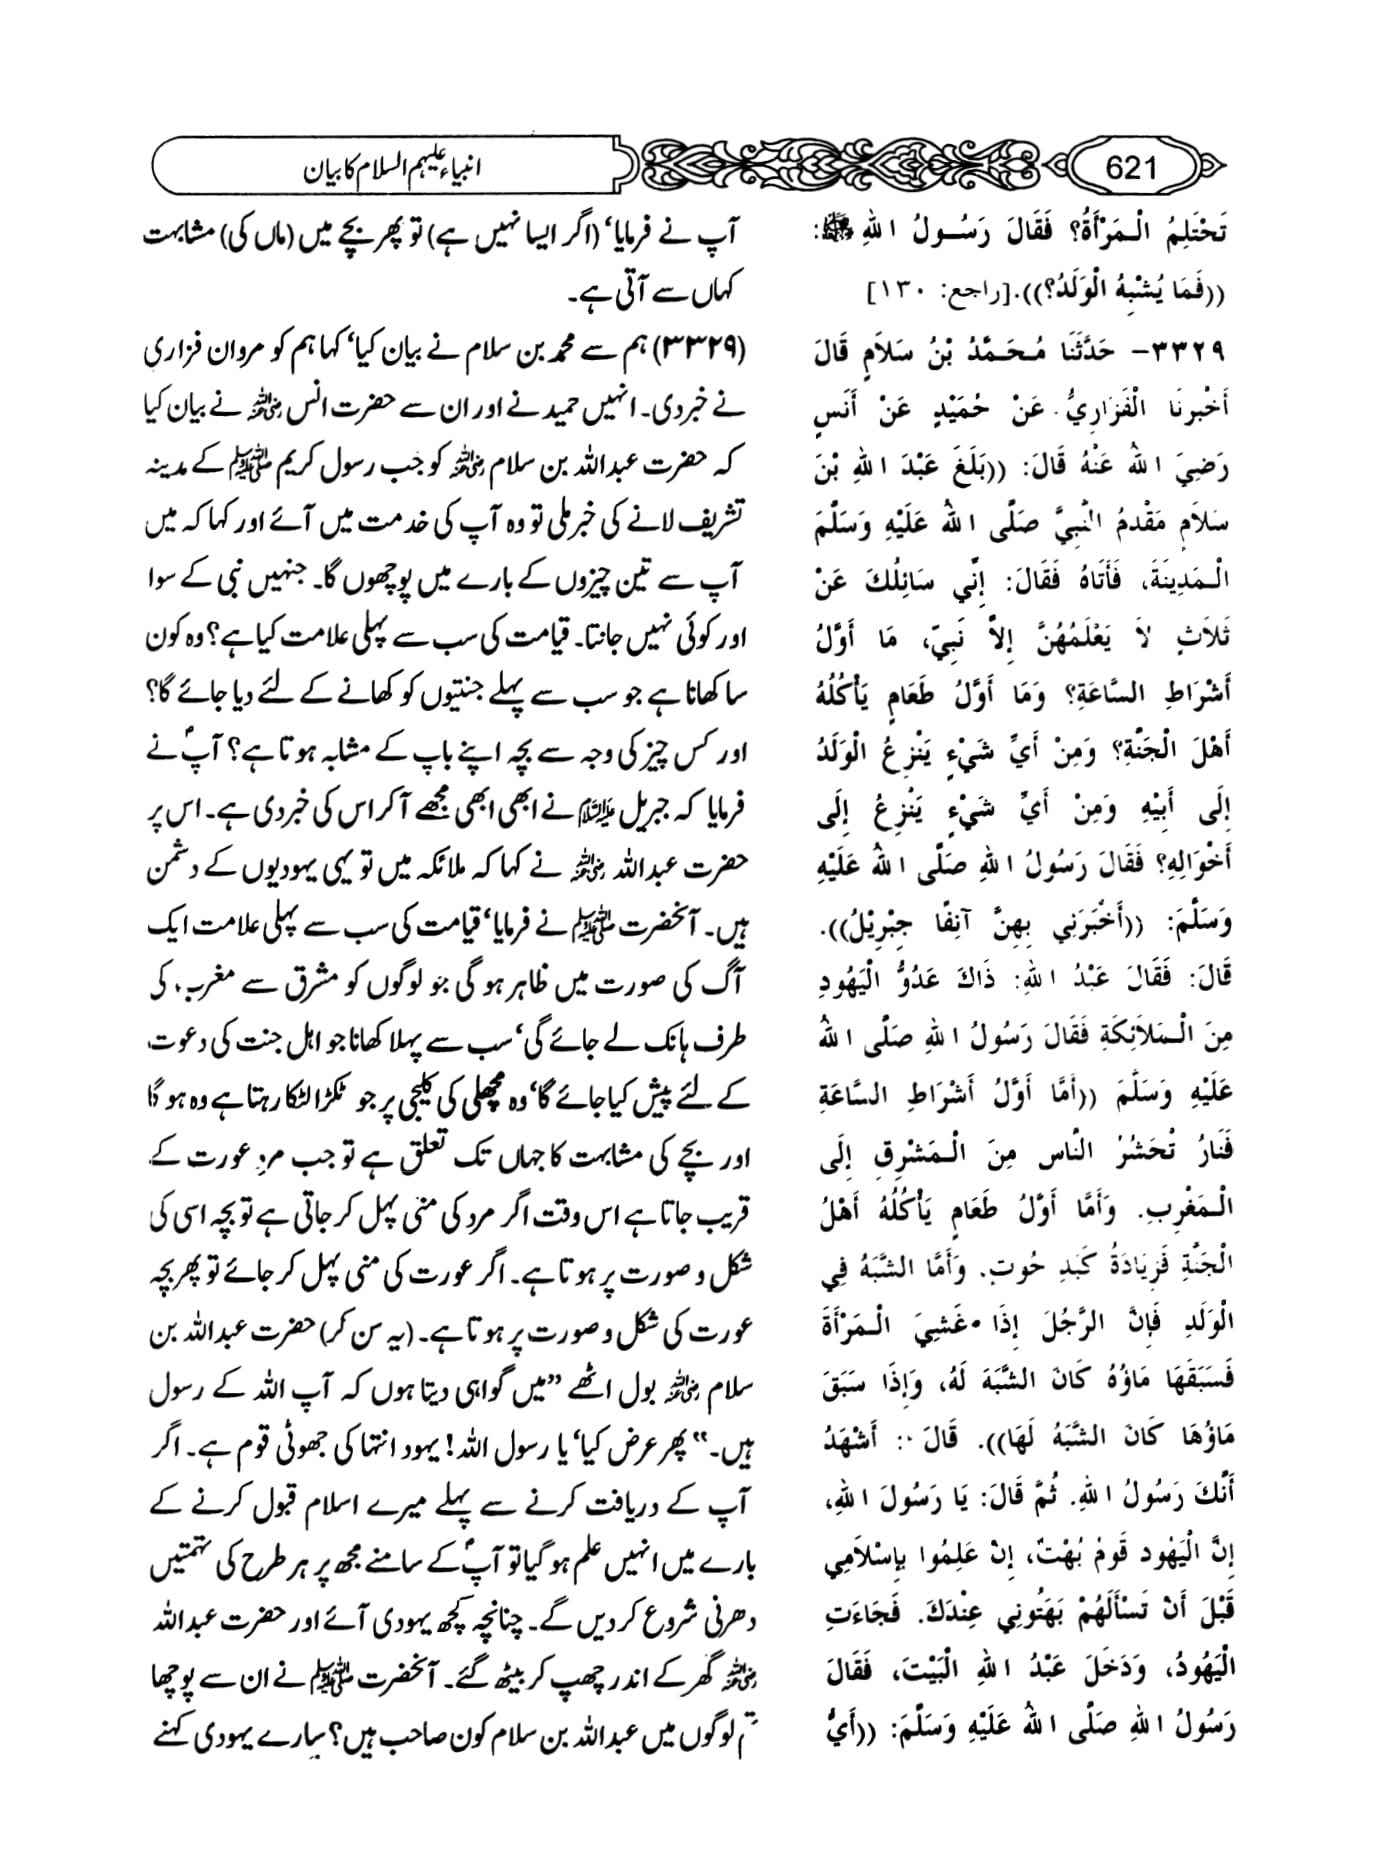 621
انبیاء علیہم السلام کا بیان
تَحْتَلِمُ الْـمَرْأَةُ؟ فَقَالَ رَسُـولُ اللهِ ﷺ:
((فَمَا يُشْبِهُ الْوَلَدُ؟)).[راجع: ١٣٠]
٣٣٢٩- حَدَّثَنَا مُحَمَّدُ بْنُ سَلاَمٍ قَالَ
أَخْبَرنَا الْفَزَارِيُّ عَنْ حُمَيْدٍ عَنْ أَنَسٍ
رَضِيَ اللهُ عَنْهُ قَالَ: ((بَلَغَ عَبْدَ اللهِ بْنَ
سَلاَمٍ مَقْدمُ النَّبِيَّ صَلَّى اللهُ عَلَيْهِ وَسَلَّمَ
الْـمَدِينَةَ، فَأَتَاهُ فَقَالَ: إِنِّي سَائِلُكَ عَنْ
ثَلاَثٍ لاَ يَعْلَمُهُنَّ إِلاَّ نَبِيٌّ، مَا أَوَّلُ
أَشْرَاطِ السَّاعَةِ؟ وَمَا أَوَّلُ طَعَامٍ يَأْكُلُهُ
أَهْلَ الْجَنَّةِ؟ وَمِنْ أَيِّ شَيْءٍ يَنْزِعُ الْوَلَدُ
إِلَى أَبِيْهِ وَمِنْ أَيِّ شَيْءٍ يَنْزِعُ إِلَى
أَخْوَالِهِ؟ فَقَالَ رَسُولُ اللهِ صَلَّى اللهُ عَلَيْهِ
وَسَلَّمَ: ((أَخْبَرَنِي بِهِنَّ آنِفًا جِبْرِيْلُ)).
قَالَ: فَقَالَ عَبْدُ اللهِ: ذَاكَ عَدُوُّ الْيَهُودِ
مِنَ الْـمَلاَئِكَةِ فَقَالَ رَسُولُ اللهِ صَلَّى اللهُ
عَلَيْهِ وَسَلَّمَ ((أَمَّا أَوَّلُ أَشْرَاطِ السَّاعَةِ
فَنَارُ تْحَشُرُ النَّاس مِنَ الْـمَشْرِقِ إِلَى
الْـمَغْرِبِ. وَأَمَّا أَوَّلُ طَعَامٍ يَأْكُلُهُ أَهْلُ
الْجَنَّةِ فَزِيَادَةُ كَبَدِ حُوتٍ. وَأَمَّا الشَّبَهُ فِي
الْوَلَدِ فَإِنَّ الرَّجُلَ إِذَا غَشِيَ الْـمَرْأَةَ
فَسَبَقَهَا مَاؤُهُ كَانَ الشَّبَهَ لَهُ، وَإِذَا سَبَقَ
مَاؤُهَا كَانَ الشَّبَهُ لَهَا)). قَالَ : أَشْهَدُ
أَنَّكَ رَسُولُ اللهِ. ثُمَّ قَالَ: يَا رَسُولَ اللهِ،
إِنَّ الْيَهُود قَومٌ بُهْتٌ، إِنْ عَلِمُوا بِإِسْلاَمِي
قَبْلَ أَنْ تَسْأَلَهُمْ بَهَتُونِي عِنْدَكَ. فَجَاءَتِ
الْيَهُودُ، وَدَخَلَ عَبْدُ اللهِ الْبَيْتَ، فَقَالَ
رَسُولُ اللهِ صَلَّى اللهُ عَلَيْهِ وَسَلَّمَ: ((أَيُّ
آپ نے فرمایا‘ (اگر ایسا نہیں ہے) تو پھر بچے میں (ماں کی) مشابہت
کہاں سے آتی ہے۔
(۳۳۲۹) ہم سے محمد بن سلام نے بیان کیا‘ کہا ہم کو مروان فزاری
نے خبر دی۔ انہیں حمید نے اور ان سے حضرت انس رضی اللہ عنہ نے بیان کیا
کہ حضرت عبداللہ بن سلام رضی اللہ عنہ کو جب رسول کریم ﷺ کے مدینہ
تشریف لانے کی خبر ملی تو وہ آپ کی خدمت میں آئے اور کہا کہ میں
آپ سے تین چیزوں کے بارے میں پوچھوں گا۔ جنہیں نبی کے سوا
اور کوئی نہیں جانتا۔ قیامت کی سب سے پہلی علامت کیا ہے؟ وہ کون
سا کھانا ہے جو سب سے پہلے جنتیوں کو کھانے کے لئے دیا جائے گا؟
اور کس چیز کی وجہ سے بچہ اپنے باپ کے مشابہ ہوتا ہے؟ آپؐ نے
فرمایا کہ جبریل علیہ السلام نے ابھی ابھی مجھے آکر اس کی خبر دی ہے۔ اس پر
حضرت عبداللہ رضی اللہ عنہ نے کہا کہ ملائکہ میں تو یہی یہودیوں کے دشمن
ہیں۔ آنحضرت ﷺ نے فرمایا‘ قیامت کی سب سے پہلی علامت ایک
آگ کی صورت میں ظاہر ہوگی جو لوگوں کو مشرق سے مغرب کی
طرف ہانک لے جائے گی‘ سب سے پہلا کھانا جو اہل جنت کی دعوت
کے لئے پیش کیا جائے گا‘ وہ مچھلی کی کلیجی پر جو ٹکڑا لٹکا رہتا ہے وہ ہوگا
اور بچے کی مشابہت کا جہاں تک تعلق ہے تو جب مرد عورت کے
قریب جاتا ہے اس وقت اگر مرد کی منی پہل کر جاتی ہے تو بچہ اسی کی
شکل و صورت پر ہوتا ہے۔ اگر عورت کی منی پہل کر جائے تو پھر بچہ
عورت کی شکل و صورت پر ہوتا ہے۔ (یہ سن کر) حضرت عبداللہ بن
سلام رضی اللہ عنہ بول اٹھے ”میں گواہی دیتا ہوں کہ آپ اللہ کے رسول
ہیں۔“ پھر عرض کیا‘ یا رسول اللہ! یہود انتہا کی جھوٹی قوم ہے۔ اگر
آپ کے دریافت کرنے سے پہلے میرے اسلام قبول کرنے کے
بارے میں انہیں علم ہوگیا تو آپؐ کے سامنے مجھ پر ہر طرح کی تہمتیں
دھرنی شروع کر دیں گے۔ چنانچہ کچھ یہودی آئے اور حضرت عبداللہ
رضی اللہ عنہ گھر کے اندر چھپ کر بیٹھ گئے۔ آنحضرت ﷺ نے ان سے پوچھا
تم لوگوں میں عبداللہ بن سلام کون صاحب ہیں؟ سارے یہودی کہنے